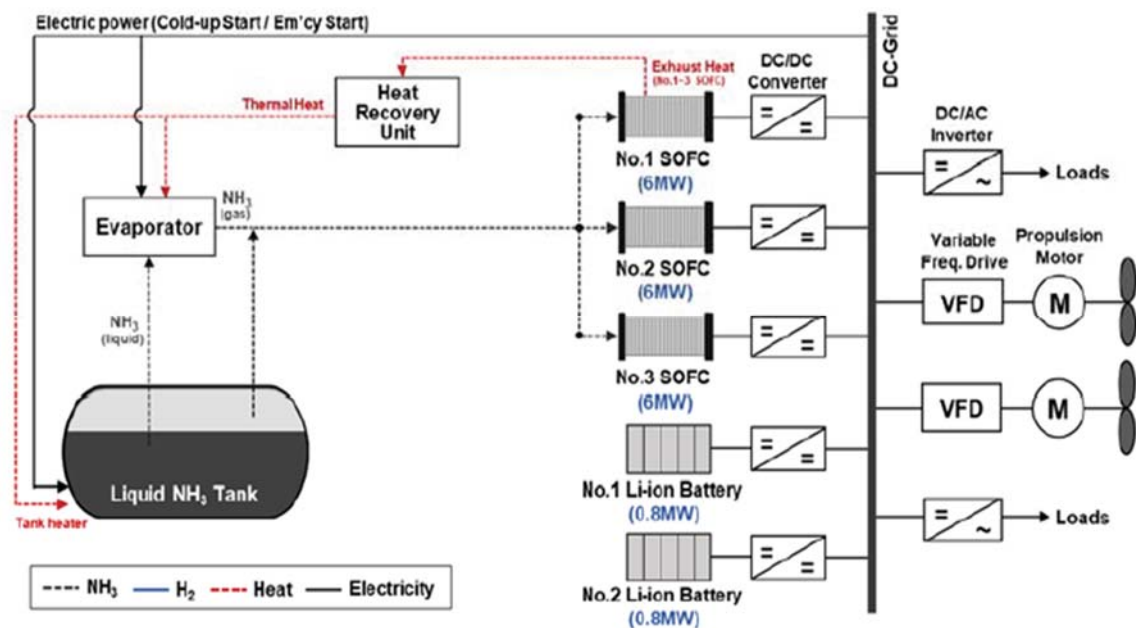 Electric power (Cold-up Start / Em'cy Start)
DC-Grid
Exhaust Heat
(No.1~3 SOFC)
DC/DC
Converter
Heat
Recovery
Unit
Thermal Heat
DC/AC
Inverter
Loads
No.1 SOFC
(6MW)
Evaporator
NH₃
(gas)
No.2 SOFC
(6MW)
Variable
Freq. Drive
Propulsion
Motor
VFD
M
NH₃
(liquid)
No.3 SOFC
(6MW)
VFD
M
Liquid NH₃ Tank
Tank heater
No.1 Li-ion Battery
(0.8MW)
Loads
No.2 Li-ion Battery
(0.8MW)
NH₃
H₂
Heat
Electricity